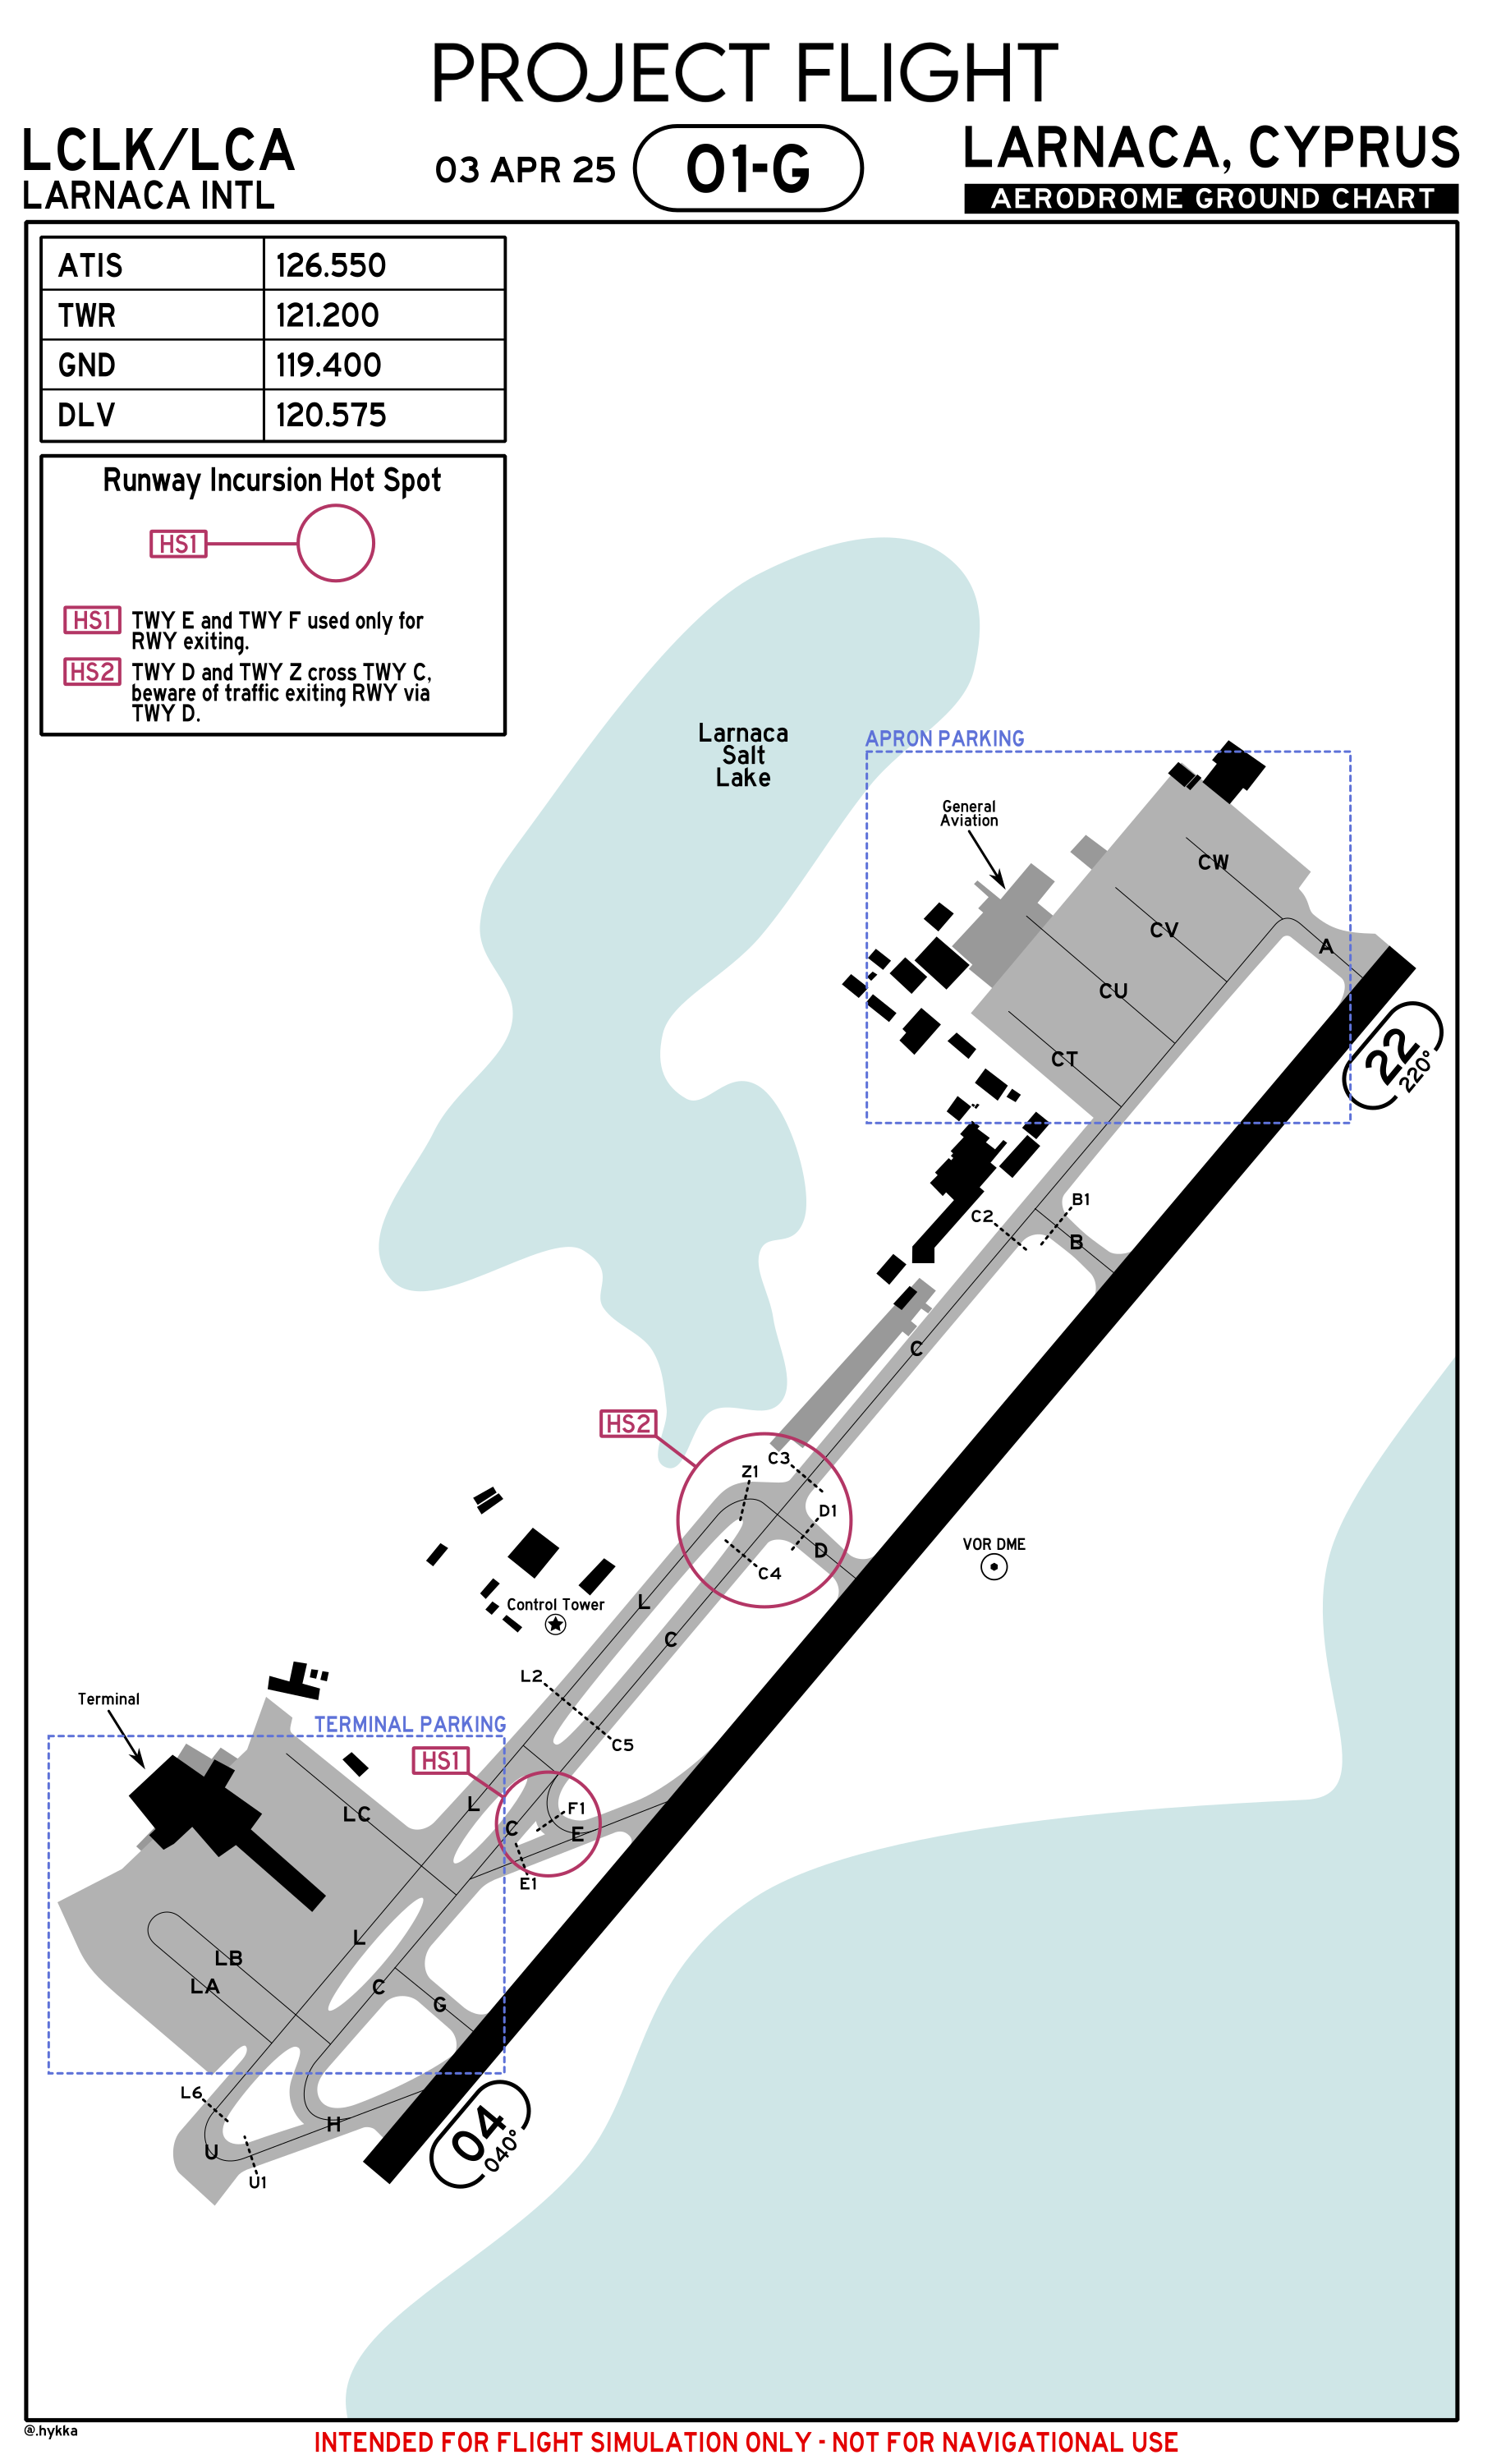 PROJECT FLIGHT
LCLK/LCA
LARNACA INTL
03 APR 25
01-G
LARNACA, CYPRUS
AERODROME GROUND CHART
ATIS 126.550
TWR 121.200
GND 119.400
DLV 120.575
Runway Incursion Hot Spot
HS1
HS1 TWY E and TWY F used only for
RWY exiting.
HS2 TWY D and TWY Z cross TWY C,
beware of traffic exiting RWY via
TWY D.
Larnaca
Salt
Lake
APRON PARKING
General
Aviation
CW
CV
A
CU
CT
22
220°
B1
C2
B
C
HS2
C3
Z1
D1
D
C4
VOR DME
L
Control Tower
C
L2
Terminal
TERMINAL PARKING
C5
HS1
L
F1
LC
C
E
E1
L
LB
LA
C
G
L6
H
04
040°
U
U1
@.hykka
INTENDED FOR FLIGHT SIMULATION ONLY - NOT FOR NAVIGATIONAL USE